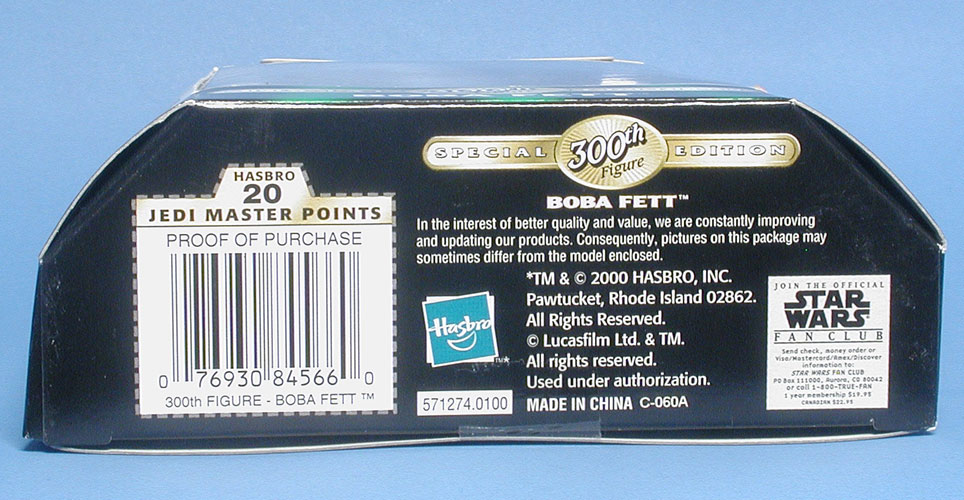 SPECIAL 300th Figure EDITION
BOBA FETT™
In the interest of better quality and value, we are constantly improving
and updating our products. Consequently, pictures on this package may
sometimes differ from the model enclosed.
HASBRO
20
JEDI MASTER POINTS
PROOF OF PURCHASE
0 76930 84566 0
300th FIGURE - BOBA FETT ™
Hasbro
™*
*TM & © 2000 HASBRO, INC.
Pawtucket, Rhode Island 02862.
All Rights Reserved.
© Lucasfilm Ltd. & TM.
All rights reserved.
Used under authorization.
571274.0100 MADE IN CHINA C-060A
JOIN THE OFFICIAL
STAR
WARS
FAN CLUB
Send check, money order or
Visa/Mastercard/Amex/Discover
information to:
STAR WARS FAN CLUB
PO Box 111000, Aurora, CO 80042
or call 1-800-TRUE-FAN
1 year membership $19.95
CANADIAN $22.95